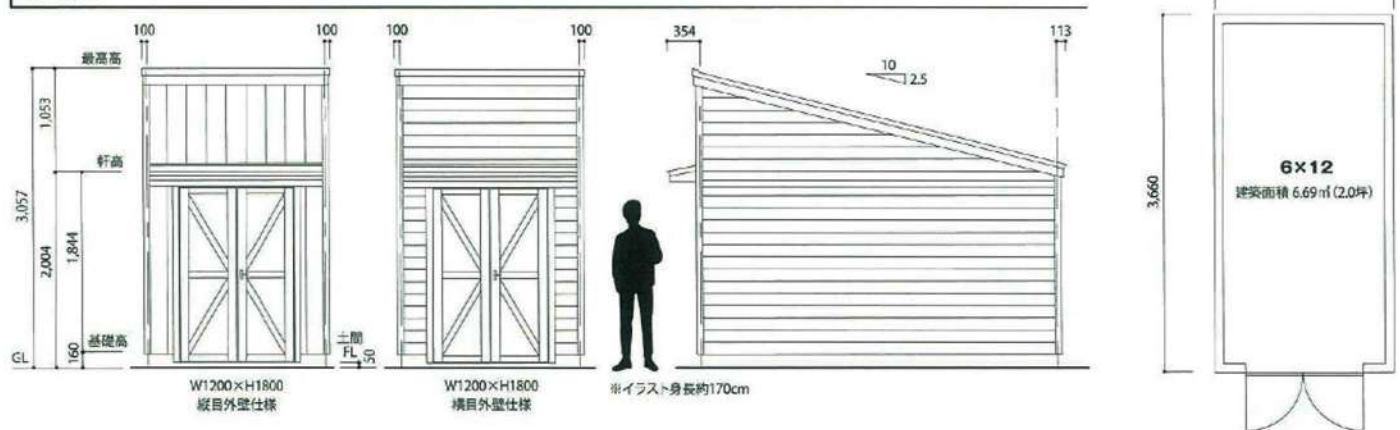 100
100
100
100
354
113
最高高
10
2.5
1,053
軒高
3,057
2,004
1,844
基礎高
GL
160
土間
FL
50
W1200×H1800
縦目外壁仕様
W1200×H1800
横目外壁仕様
※イラスト身長約170cm
3,660
6×12
建築面積 6.69㎡(2.0坪)